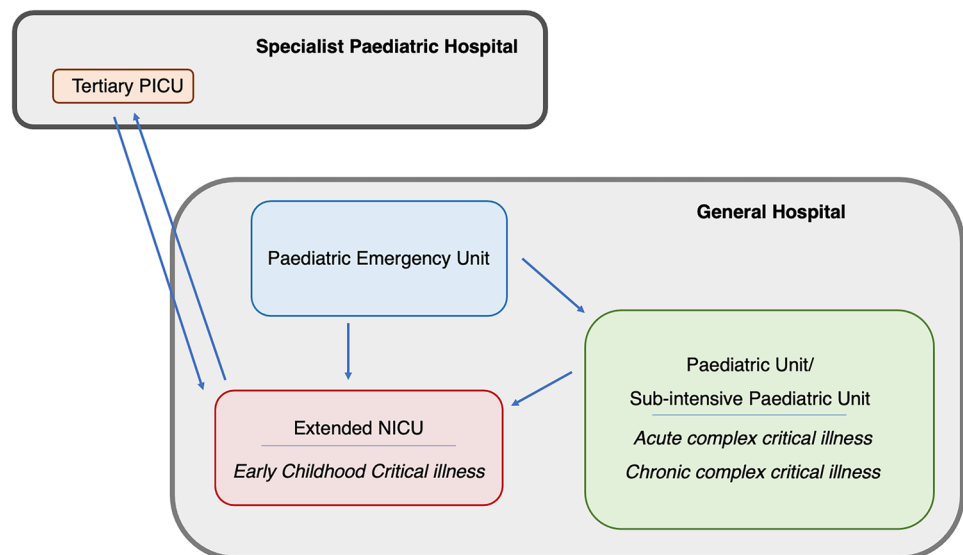 Specialist Paediatric Hospital
Tertiary PICU
General Hospital
Paediatric Emergency Unit
Paediatric Unit/
Sub-intensive Paediatric Unit
Acute complex critical illness
Chronic complex critical illness
Extended NICU
Early Childhood Critical illness